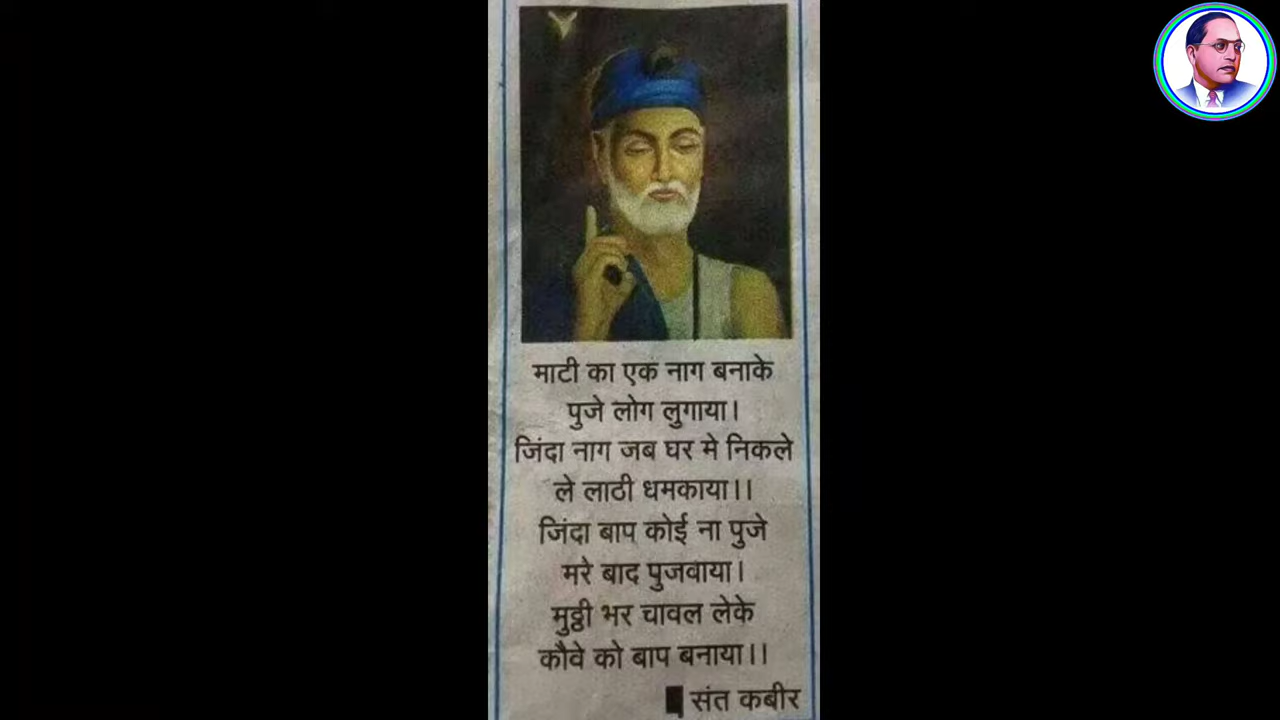 माटी का एक नाग बनाके
पुजे लोग लुगाया।
जिंदा नाग जब घर मे निकले
ले लाठी धमकाया।।
जिंदा बाप कोई ना पुजे
मरे बाद पुजवाया।
मुठ्ठी भर चावल लेके
कौवे को बाप बनाया।।
संत कबीर